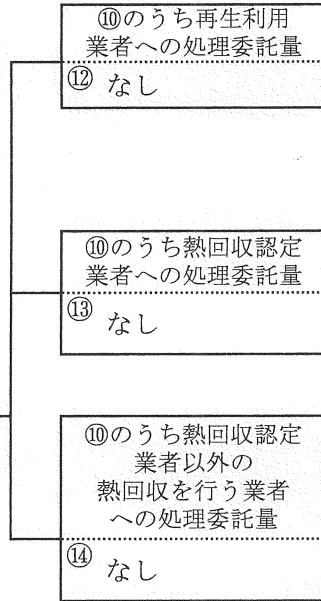 ⑩のうち再生利用
業者への処理委託量
⑫ なし
⑩のうち熱回収認定
業者への処理委託量
⑬ なし
⑩のうち熱回収認定
業者以外の
熱回収を行う業者
への処理委託量
⑭ なし